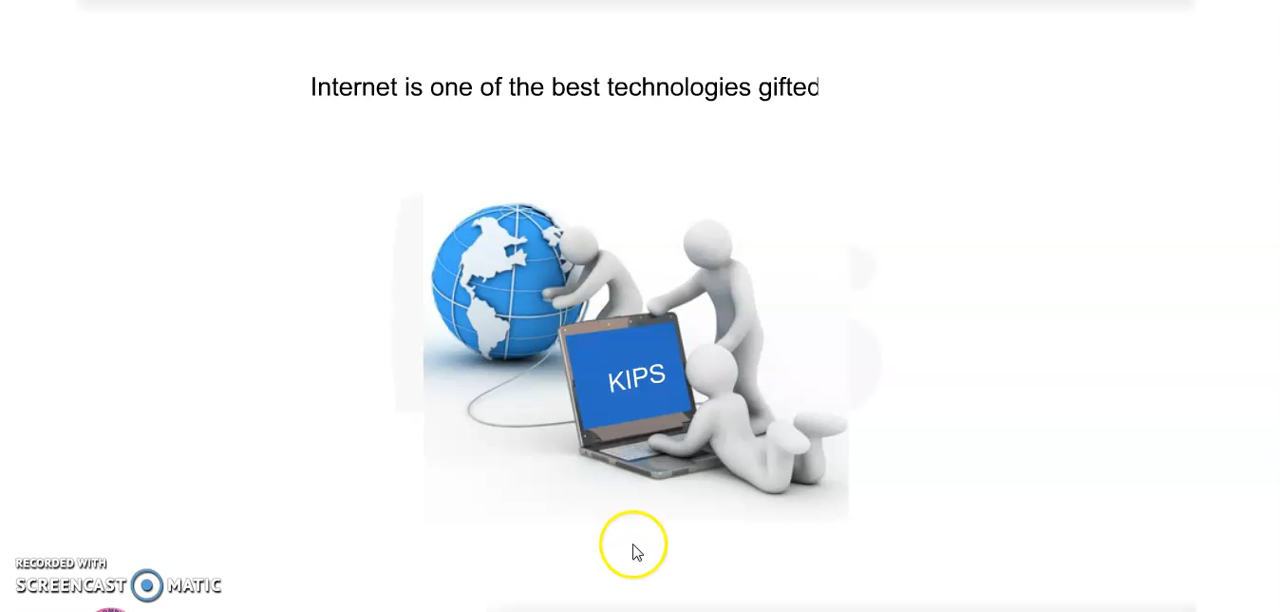 Internet is one of the best technologies gifted
KIPS
RECORDED WITH
SCREENCAST MATIC